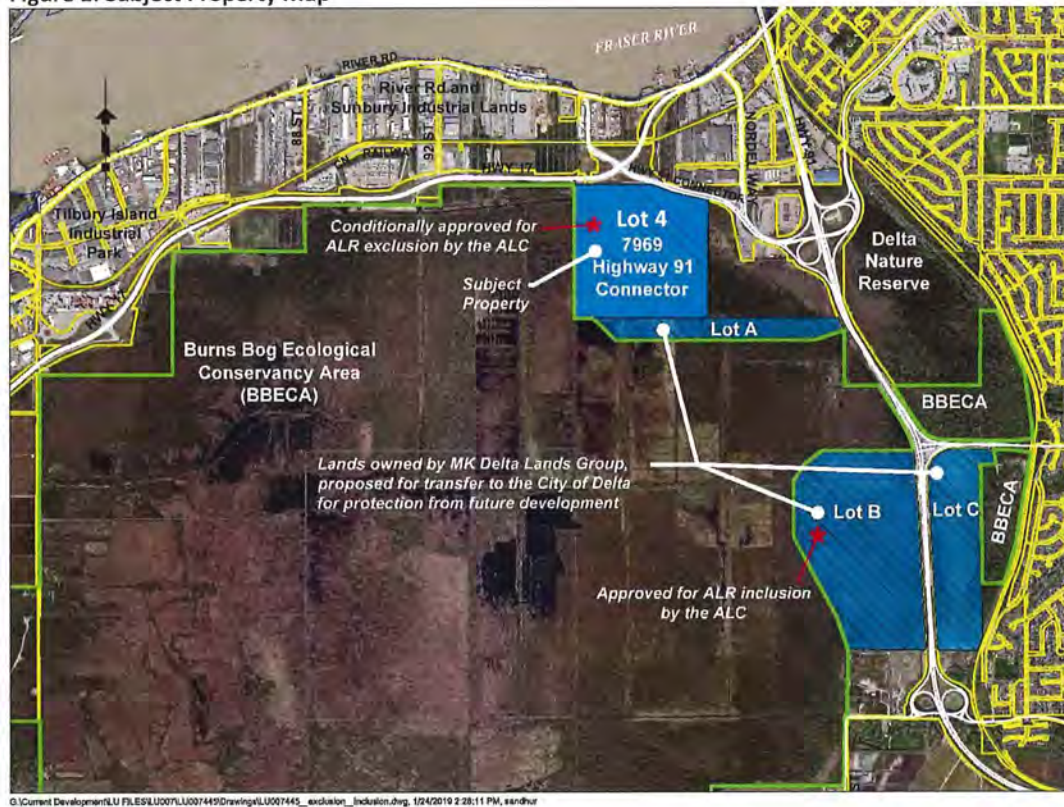 FRASER RIVER
RIVER RD
River Rd and
Sunbury Industrial Lands
88 ST
92 ST
RAILWAY
HWY 17
NORDEL WAY
HWY 91
Tilbury Island
Industrial
Park
Conditionally approved for
ALR exclusion by the ALC
Lot 4
7969
Highway 91
Connector
Subject
Property
Delta
Nature
Reserve
Lot A
Burns Bog Ecological
Conservancy Area
(BBECA)
BBECA
Lands owned by MK Delta Lands Group,
proposed for transfer to the City of Delta
for protection from future development
Lot B
Lot C
BBECA
Approved for ALR inclusion
by the ALC
G:\Current Development\LU FILES\LU007\LU007445\Drawings\LU007445_exclusion_inclusion.dwg, 1/24/2019 2:28:11 PM, sandhur